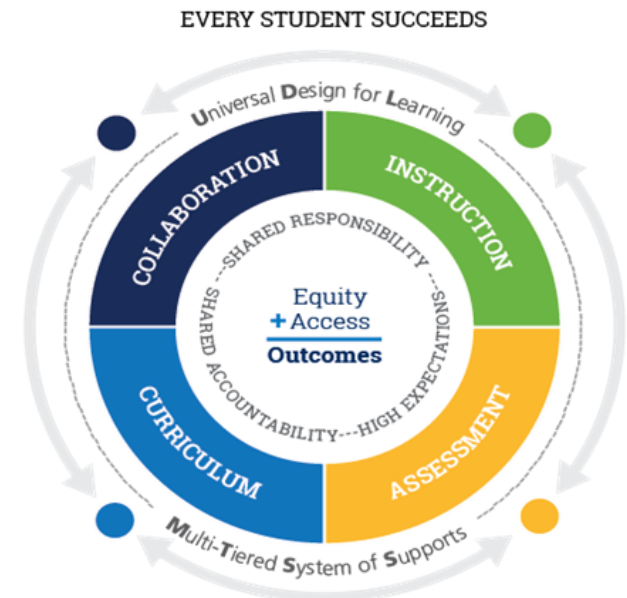 EVERY STUDENT SUCCEEDS
Universal Design for Learning
COLLABORATION
INSTRUCTION
---SHARED RESPONSIBILITY ---
HIGH EXPECTATIONS
SHARED ACCOUNTABILITY---
Equity
+ Access
Outcomes
CURRICULUM
ASSESSMENT
Multi-Tiered System of Supports